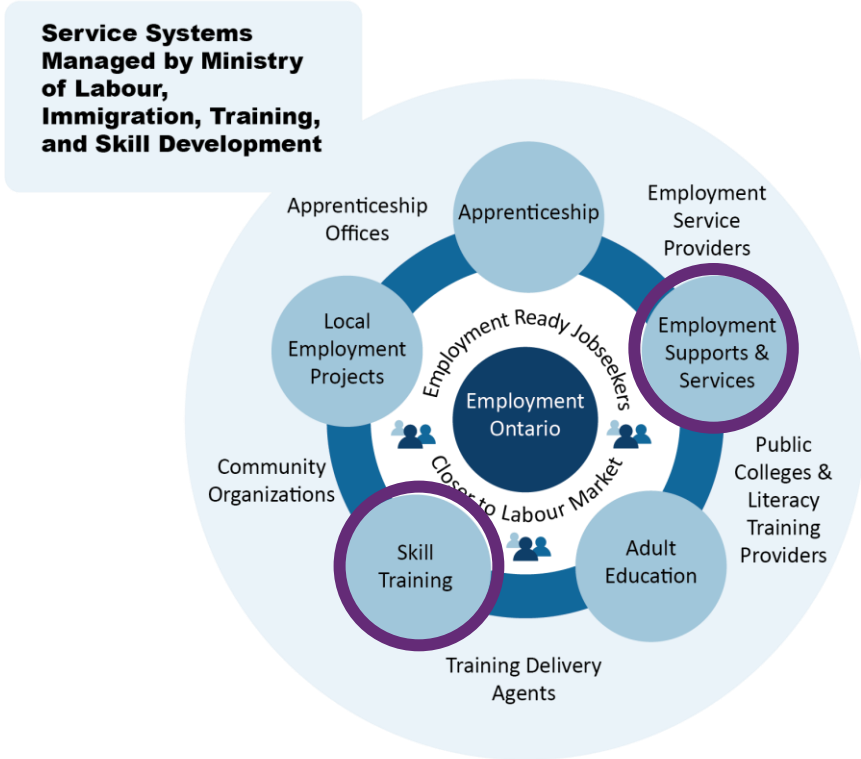 Service Systems
Managed by Ministry
of Labour,
Immigration, Training,
and Skill Development
Apprenticeship
Offices
Apprenticeship
Employment
Service
Providers
Local
Employment
Projects
Employment Ready Jobseekers
Employment
Supports &
Services
Employment
Ontario
Closer to Labour Market
Community
Organizations
Public
Colleges &
Literacy
Training
Providers
Skill
Training
Adult
Education
Training Delivery
Agents